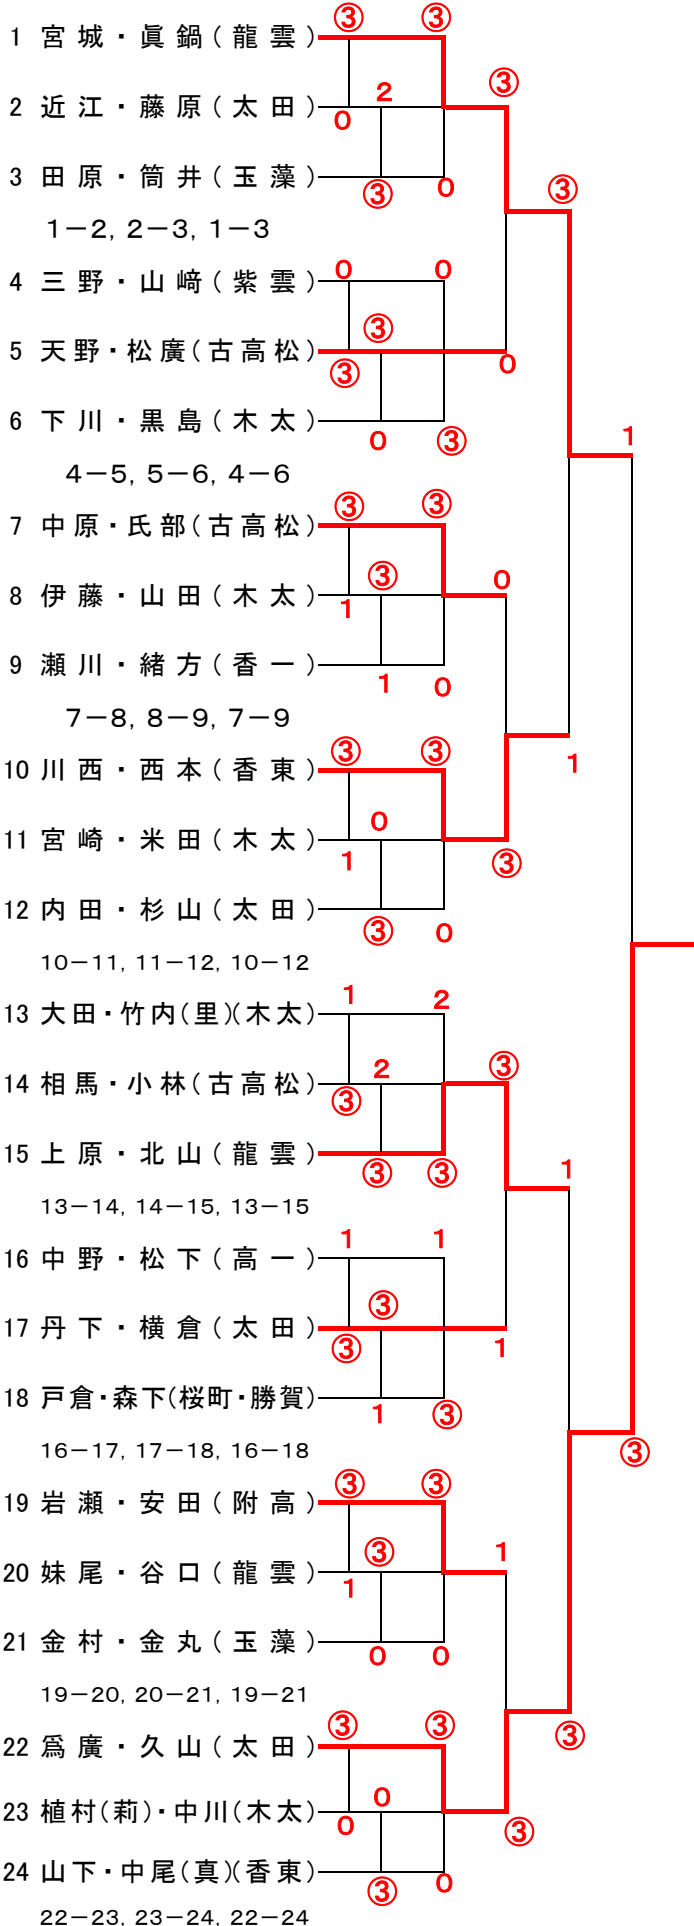 ③ ③
1 宮城・眞鍋(龍雲)
③
2 近江・藤原(太田) 2
0
3 田原・筒井(玉藻) ③ 0
③
1－2, 2－3, 1－3
0 0
4 三野・山﨑(紫雲)
③
5 天野・松廣(古高松)
③ 0
6 下川・黒島(木太)
0 ③
1
4－5, 5－6, 4－6
③ ③
7 中原・氏部(古高松)
③ 0
8 伊藤・山田(木太)
1
9 瀬川・緒方(香一)
1 0
7－8, 8－9, 7－9
③ ③ 1
10 川西・西本(香東)
0
11 宮崎・米田(木太)
1 ③
12 内田・杉山(太田)
③ 0
10－11, 11－12, 10－12
1 2
13 大田・竹内(里)(木太)
2 ③
14 相馬・小林(古高松)
③
15 上原・北山(龍雲)
③ ③ 1
13－14, 14－15, 13－15
1 1
16 中野・松下(高一)
③
17 丹下・横倉(太田)
③ 1
18 戸倉・森下(桜町・勝賀)
1 ③
16－17, 17－18, 16－18
③
③ ③
19 岩瀬・安田(附高)
③ 1
20 妹尾・谷口(龍雲)
1
21 金村・金丸(玉藻)
0 0
19－20, 20－21, 19－21
③ ③ ③
22 爲廣・久山(太田)
0
23 植村(莉)・中川(木太)
0 ③
24 山下・中尾(真)(香東)
③ 0
22－23, 23－24, 22－24